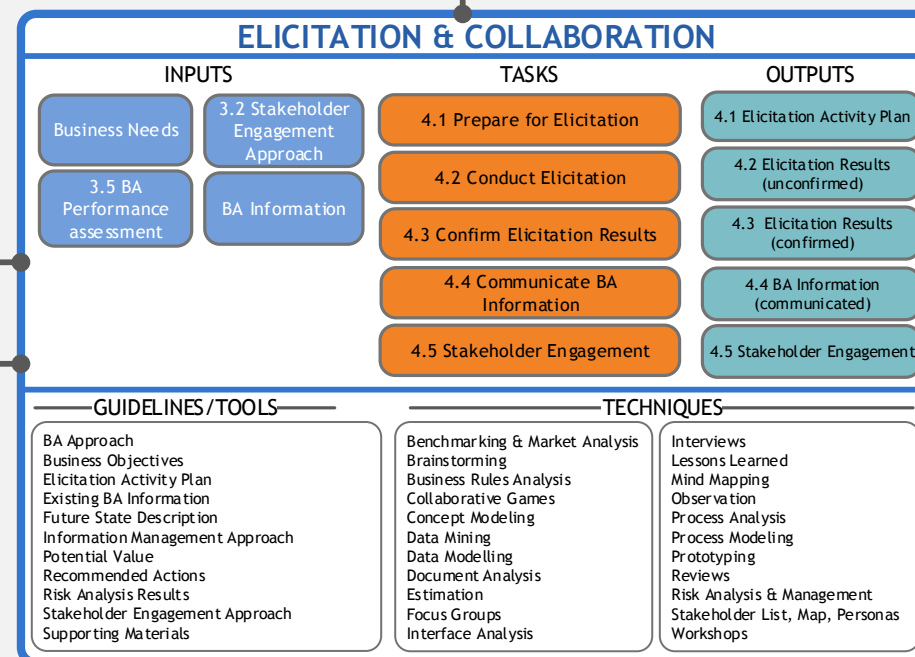 ELICITATION & COLLABORATION
INPUTS
Business Needs
3.2 Stakeholder
Engagement
Approach
3.5 BA
Performance
assessment
BA Information
TASKS
4.1 Prepare for Elicitation
4.2 Conduct Elicitation
4.3 Confirm Elicitation Results
4.4 Communicate BA
Information
4.5 Stakeholder Engagement
OUTPUTS
4.1 Elicitation Activity Plan
4.2 Elicitation Results
(unconfirmed)
4.3 Elicitation Results
(confirmed)
4.4 BA Information
(communicated)
4.5 Stakeholder Engagement
GUIDELINES/TOOLS
BA Approach
Business Objectives
Elicitation Activity Plan
Existing BA Information
Future State Description
Information Management Approach
Potential Value
Recommended Actions
Risk Analysis Results
Stakeholder Engagement Approach
Supporting Materials
TECHNIQUES
Benchmarking & Market Analysis
Brainstorming
Business Rules Analysis
Collaborative Games
Concept Modeling
Data Mining
Data Modelling
Document Analysis
Estimation
Focus Groups
Interface Analysis
Interviews
Lessons Learned
Mind Mapping
Observation
Process Analysis
Process Modeling
Prototyping
Reviews
Risk Analysis & Management
Stakeholder List, Map, Personas
Workshops